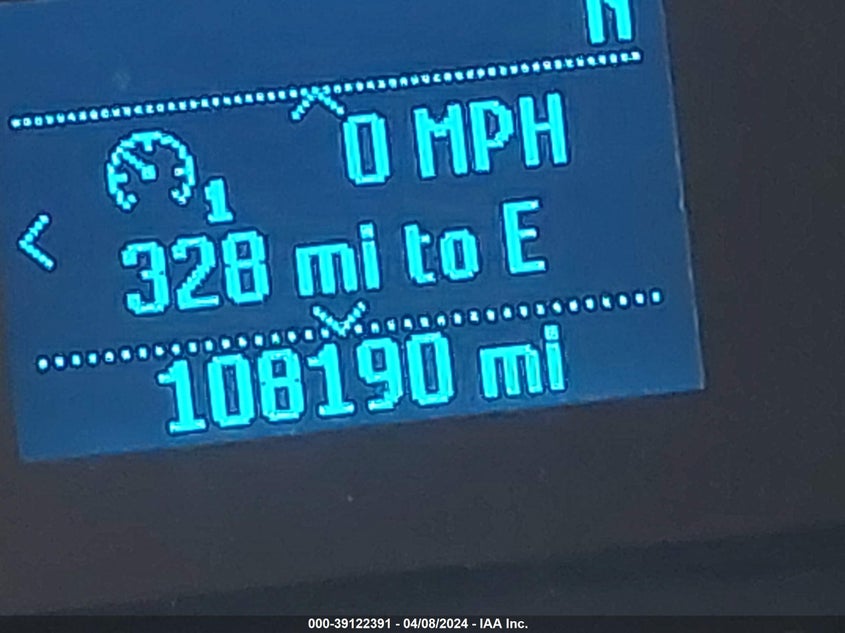 N
0 MPH
1
328 mi to E
108190 mi
000-39122391 - 04/08/2024 - IAA Inc.